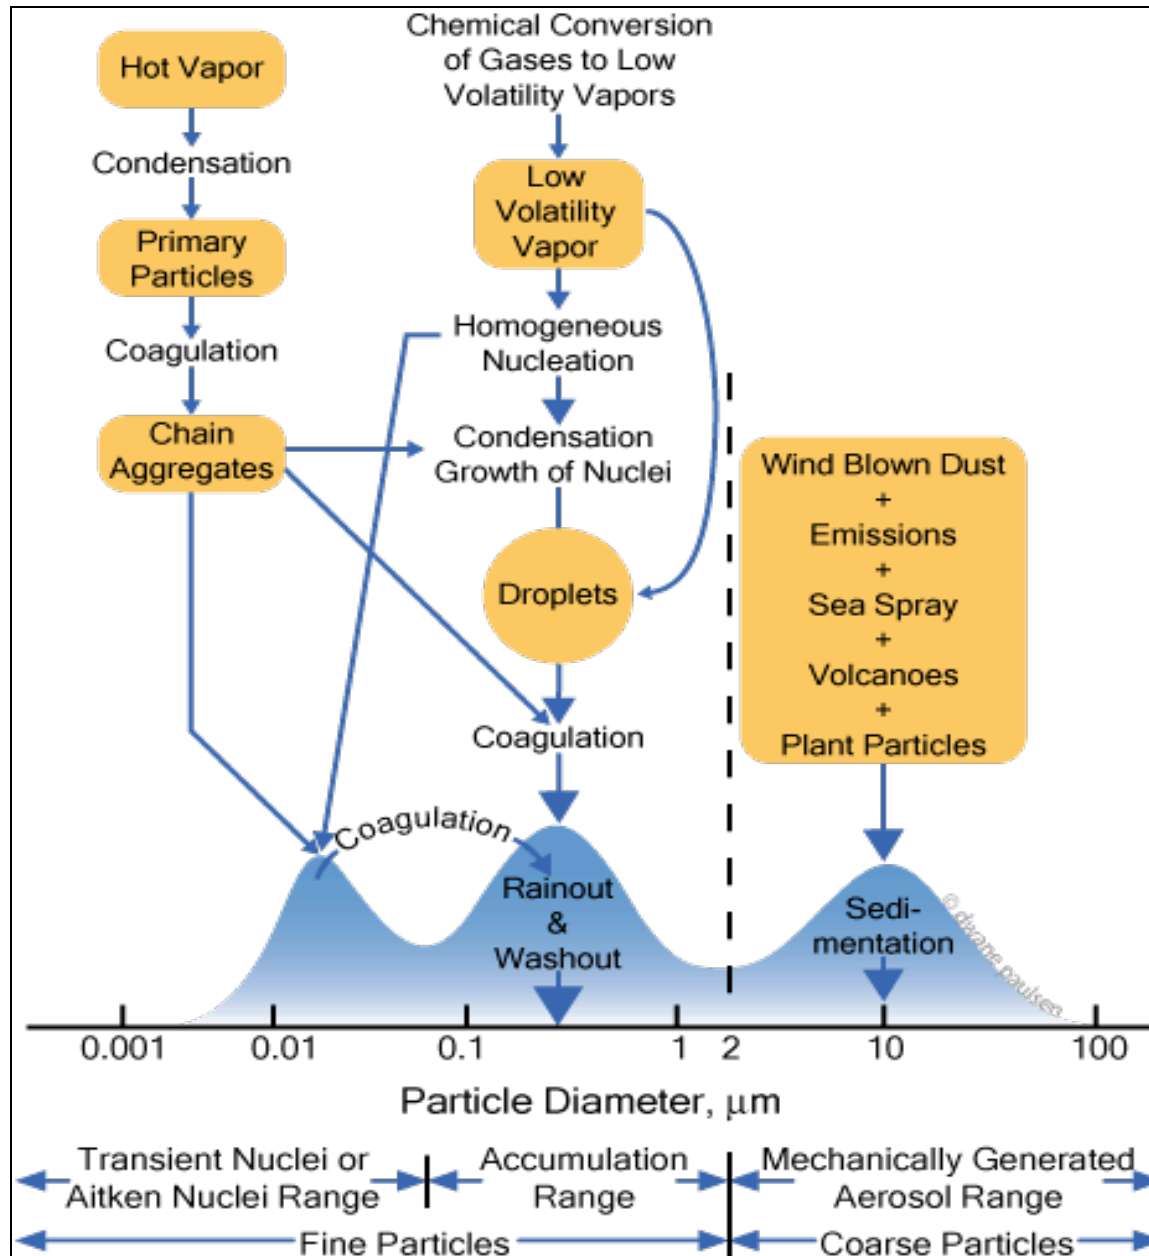 Hot Vapor
Condensation
Primary
Particles
Coagulation
Chain
Aggregates
Chemical Conversion
of Gases to Low
Volatility Vapors
Low
Volatility
Vapor
Homogeneous
Nucleation
Condensation
Growth of Nuclei
Droplets
Coagulation
Wind Blown Dust
+
Emissions
+
Sea Spray
+
Volcanoes
+
Plant Particles
Coagulation
Rainout
&
Washout
Sedi-
mentation
© dwane paulsen
0.001 0.01 0.1 1 2 10 100
Particle Diameter, μm
Transient Nuclei or
Aitken Nuclei Range
Accumulation
Range
Mechanically Generated
Aerosol Range
Fine Particles
Coarse Particles